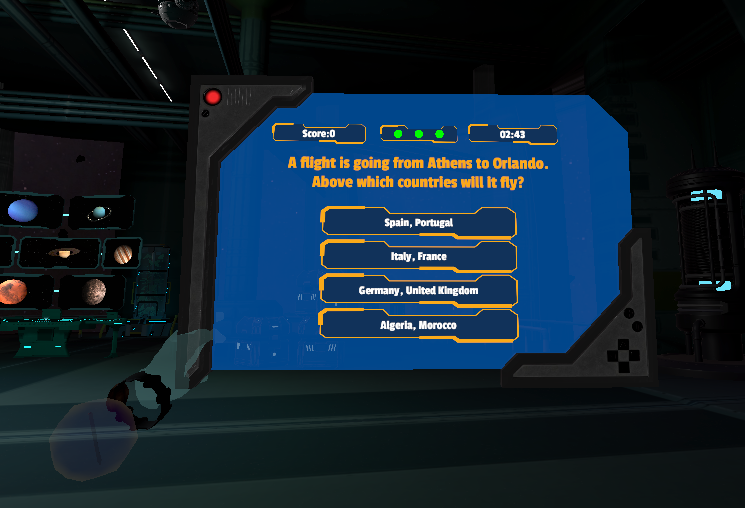 Score:0
02:43
A flight is going from Athens to Orlando.
Above which countries will it fly?
Spain, Portugal
Italy, France
Germany, United Kingdom
Algeria, Morocco